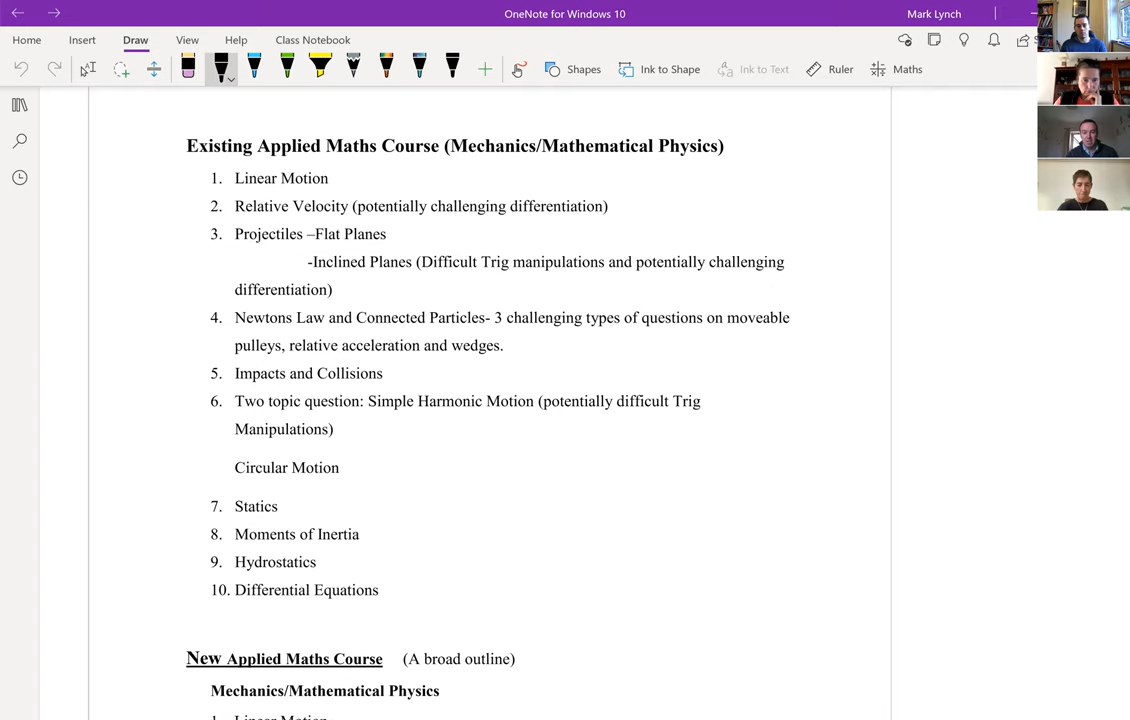 OneNote for Windows 10
Mark Lynch
Home Insert Draw View Help Class Notebook
Shapes Ink to Shape Ink to Text Ruler Maths
Existing Applied Maths Course (Mechanics/Mathematical Physics)
1. Linear Motion
2. Relative Velocity (potentially challenging differentiation)
3. Projectiles –Flat Planes
-Inclined Planes (Difficult Trig manipulations and potentially challenging
differentiation)
4. Newtons Law and Connected Particles- 3 challenging types of questions on moveable
pulleys, relative acceleration and wedges.
5. Impacts and Collisions
6. Two topic question: Simple Harmonic Motion (potentially difficult Trig
Manipulations)
Circular Motion
7. Statics
8. Moments of Inertia
9. Hydrostatics
10. Differential Equations
New Applied Maths Course (A broad outline)
Mechanics/Mathematical Physics
1. Linear Motion